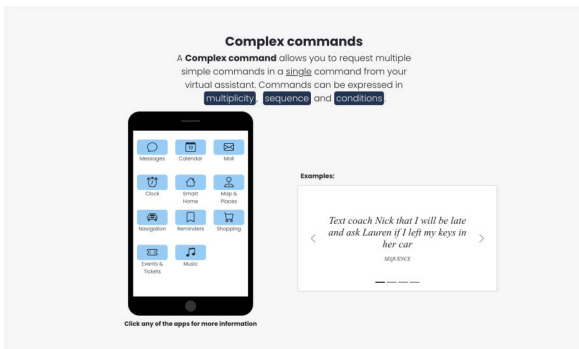 Complex commands
A Complex command allows you to request multiple
simple commands in a single command from your
virtual assistant. Commands can be expressed in
multiplicity, sequence and conditions.
Messages Calendar Mail
Clock Smart Home Map & Places
Navigation Reminders Shopping
Events & Tickets Music
Click any of the apps for more information
Examples:
Text coach Nick that I will be late
and ask Lauren if I left my keys in
her car
SEQUENCE